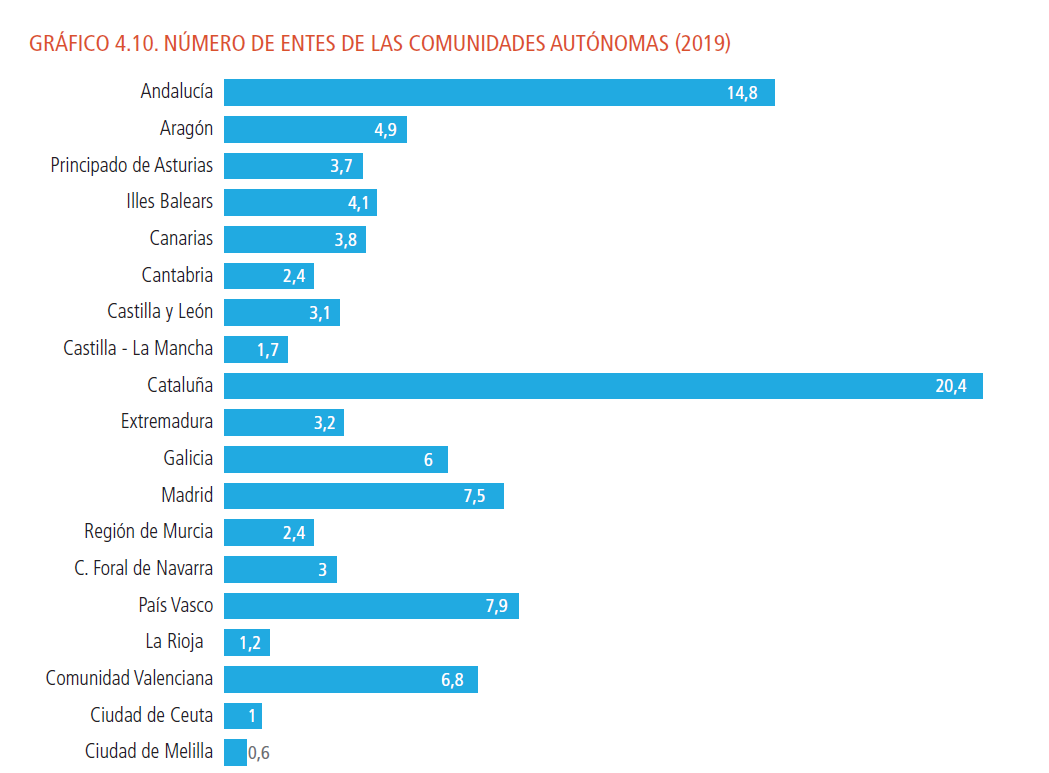 GRÁFICO 4.10. NÚMERO DE ENTES DE LAS COMUNIDADES AUTÓNOMAS (2019)
Andalucía 14,8
Aragón 4,9
Principado de Asturias 3,7
Illes Balears 4,1
Canarias 3,8
Cantabria 2,4
Castilla y León 3,1
Castilla - La Mancha 1,7
Cataluña 20,4
Extremadura 3,2
Galicia 6
Madrid 7,5
Región de Murcia 2,4
C. Foral de Navarra 3
País Vasco 7,9
La Rioja 1,2
Comunidad Valenciana 6,8
Ciudad de Ceuta 1
Ciudad de Melilla 0,6